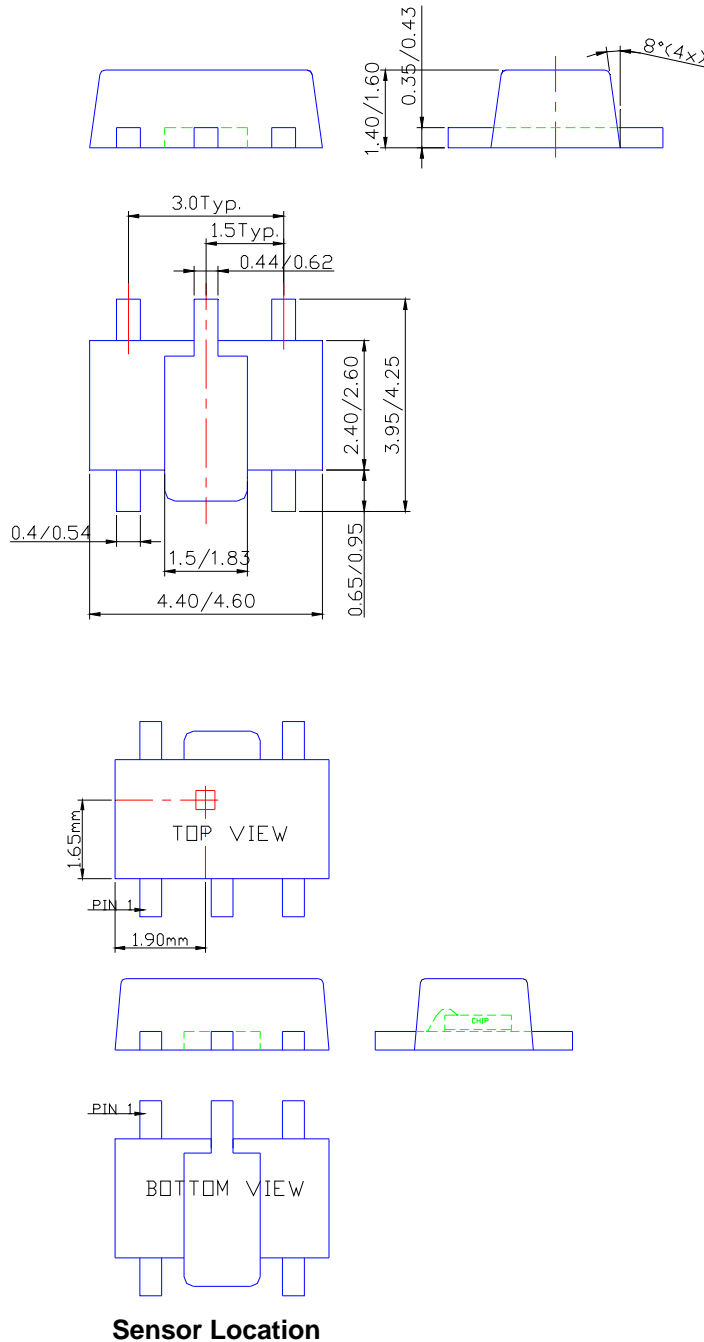 1.40/1.60
0.35/0.43
8°(4x)
3.0Typ.
1.5Typ.
0.44/0.62
2.40/2.60
3.95/4.25
0.4/0.54
1.5/1.83
0.65/0.95
4.40/4.60
1.65mm
TOP VIEW
PIN 1
1.90mm
CHIP
PIN 1
BOTTOM VIEW
Sensor Location